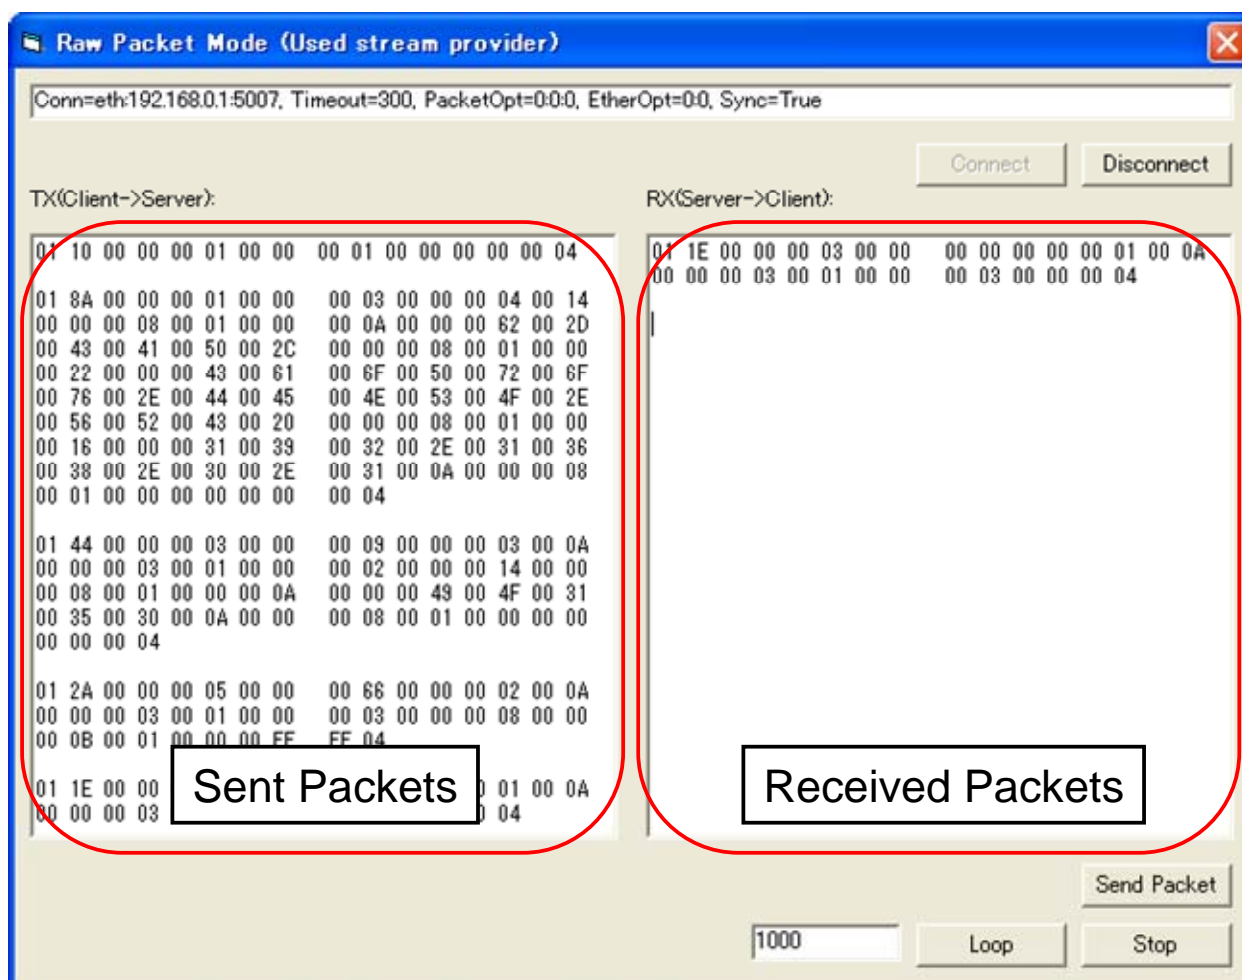 Raw Packet Mode (Used stream provider)
Conn=eth:192.168.0.1:5007, Timeout=300, PacketOpt=0:0:0, EtherOpt=0:0, Sync=True
Connect
Disconnect
TX(Client->Server):
01 10 00 00 00 01 00 00 00 01 00 00 00 00 00 04
01 8A 00 00 00 01 00 00 00 03 00 00 00 04 00 14
00 00 00 08 00 01 00 00 00 0A 00 00 00 62 00 2D
00 43 00 41 00 50 00 2C 00 00 00 08 00 01 00 00
00 22 00 00 00 43 00 61 00 6F 00 50 00 72 00 6F
00 76 00 2E 00 44 00 45 00 4E 00 53 00 4F 00 2E
00 56 00 52 00 43 00 20 00 00 00 08 00 01 00 00
00 16 00 00 00 31 00 39 00 32 00 2E 00 31 00 36
00 38 00 2E 00 30 00 2E 00 31 00 0A 00 00 00 08
00 01 00 00 00 00 00 00 00 04
01 44 00 00 00 03 00 00 00 09 00 00 00 03 00 0A
00 00 00 03 00 01 00 00 00 02 00 00 00 14 00 00
00 08 00 01 00 00 00 0A 00 00 00 49 00 4F 00 31
00 35 00 30 00 0A 00 00 00 08 00 01 00 00 00 00
00 00 00 04
01 2A 00 00 00 05 00 00 00 66 00 00 00 02 00 0A
00 00 00 03 00 01 00 00 00 03 00 00 00 08 00 00
00 0B 00 01 00 00 00 FF FF 04
01 1E 00 00 01 00 0A
00 00 00 03 04
Sent Packets
RX(Server->Client):
01 1E 00 00 00 03 00 00 00 00 00 00 00 01 00 0A
00 00 00 03 00 01 00 00 00 03 00 00 00 04
Received Packets
Send Packet
1000
Loop
Stop